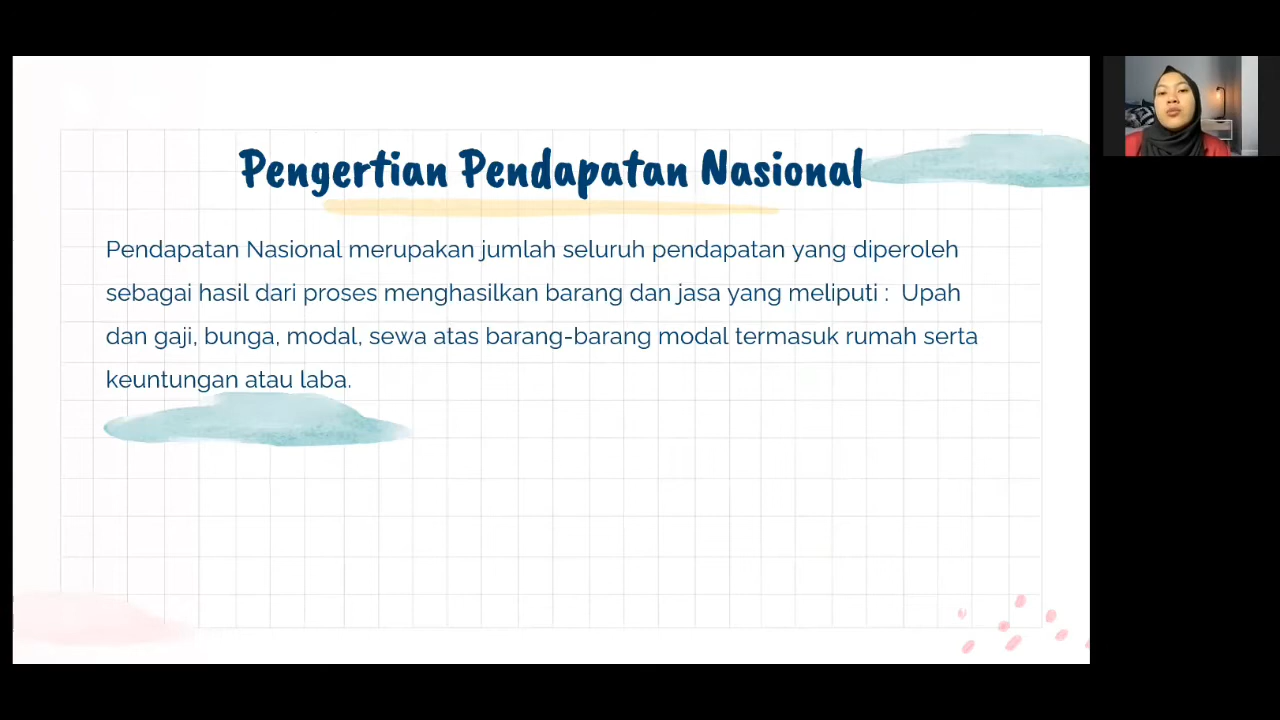 Pengertian Pendapatan Nasional
Pendapatan Nasional merupakan jumlah seluruh pendapatan yang diperoleh
sebagai hasil dari proses menghasilkan barang dan jasa yang meliputi : Upah
dan gaji, bunga, modal, sewa atas barang-barang modal termasuk rumah serta
keuntungan atau laba.